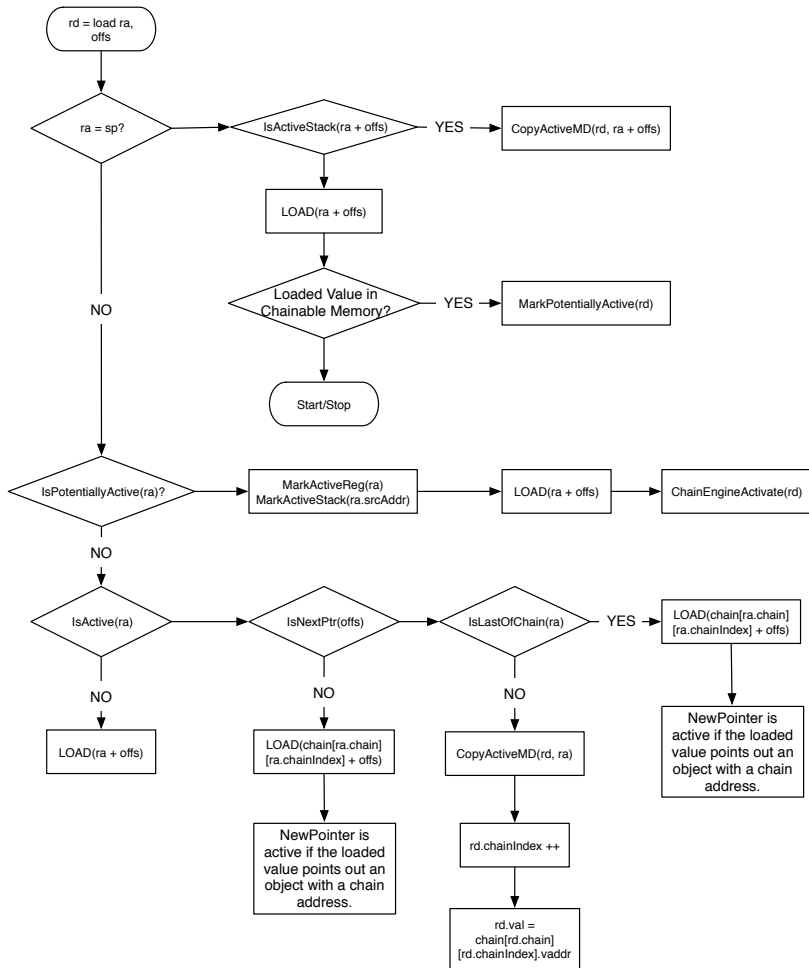 rd = load ra,
offs
ra = sp?
IsActiveStack(ra + offs)
YES
CopyActiveMD(rd, ra + offs)
LOAD(ra + offs)
Loaded Value in
Chainable Memory?
YES
MarkPotentiallyActive(rd)
NO
Start/Stop
IsPotentiallyActive(ra)?
MarkActiveReg(ra)
MarkActiveStack(ra.srcAddr)
LOAD(ra + offs)
ChainEngineActivate(rd)
NO
IsActive(ra)
IsNextPtr(offs)
IsLastOfChain(ra)
YES
LOAD(chain[ra.chain]
[ra.chainIndex] + offs)
NO
NO
NO
LOAD(ra + offs)
LOAD(chain[ra.chain]
[ra.chainIndex] + offs)
CopyActiveMD(rd, ra)
NewPointer is
active if the loaded
value points out an
object with a chain
address.
NewPointer is
active if the loaded
value points out an
object with a chain
address.
rd.chainIndex ++
rd.val =
chain[rd.chain]
[rd.chainIndex].vaddr